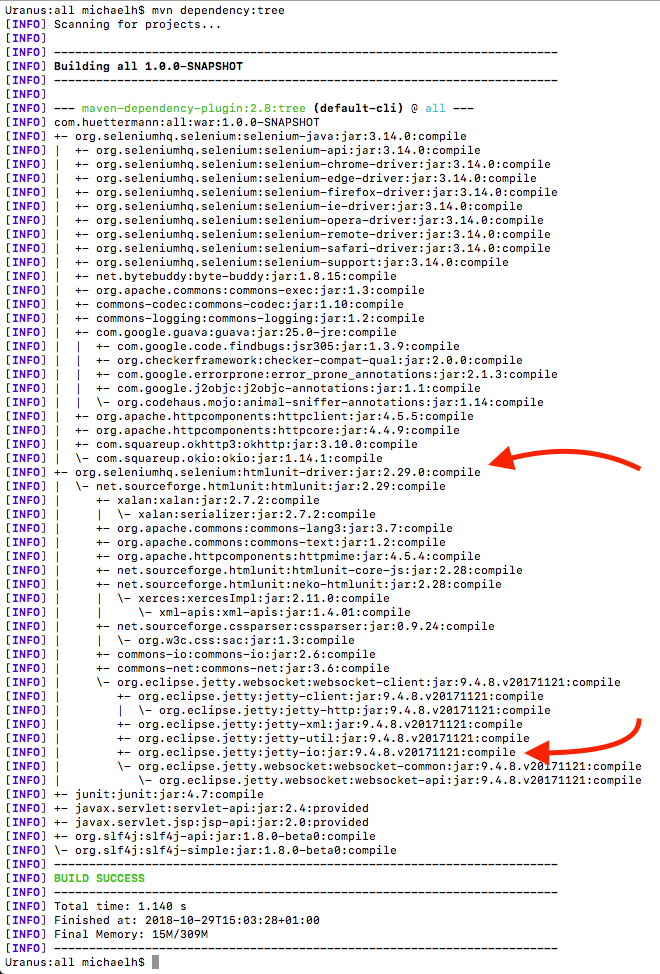 Uranus:all michaelh$ mvn dependency:tree
[INFO] Scanning for projects...
[INFO]
[INFO] ------------------------------------------------------------------------
[INFO] Building all 1.0.0-SNAPSHOT
[INFO] ------------------------------------------------------------------------
[INFO]
[INFO] --- maven-dependency-plugin:2.8:tree (default-cli) @ all ---
[INFO] com.huettermann:all:war:1.0.0-SNAPSHOT
[INFO] +- org.seleniumhq.selenium:selenium-java:jar:3.14.0:compile
[INFO] |  +- org.seleniumhq.selenium:selenium-api:jar:3.14.0:compile
[INFO] |  +- org.seleniumhq.selenium:selenium-chrome-driver:jar:3.14.0:compile
[INFO] |  +- org.seleniumhq.selenium:selenium-edge-driver:jar:3.14.0:compile
[INFO] |  +- org.seleniumhq.selenium:selenium-firefox-driver:jar:3.14.0:compile
[INFO] |  +- org.seleniumhq.selenium:selenium-ie-driver:jar:3.14.0:compile
[INFO] |  +- org.seleniumhq.selenium:selenium-opera-driver:jar:3.14.0:compile
[INFO] |  +- org.seleniumhq.selenium:selenium-remote-driver:jar:3.14.0:compile
[INFO] |  +- org.seleniumhq.selenium:selenium-safari-driver:jar:3.14.0:compile
[INFO] |  +- org.seleniumhq.selenium:selenium-support:jar:3.14.0:compile
[INFO] |  +- net.bytebuddy:byte-buddy:jar:1.8.15:compile
[INFO] |  +- org.apache.commons:commons-exec:jar:1.3:compile
[INFO] |  +- commons-codec:commons-codec:jar:1.10:compile
[INFO] |  +- commons-logging:commons-logging:jar:1.2:compile
[INFO] |  +- com.google.guava:guava:jar:25.0-jre:compile
[INFO] |  |  +- com.google.code.findbugs:jsr305:jar:1.3.9:compile
[INFO] |  |  +- org.checkerframework:checker-compat-qual:jar:2.0.0:compile
[INFO] |  |  +- com.google.errorprone:error_prone_annotations:jar:2.1.3:compile
[INFO] |  |  +- com.google.j2objc:j2objc-annotations:jar:1.1:compile
[INFO] |  |  \- org.codehaus.mojo:animal-sniffer-annotations:jar:1.14:compile
[INFO] |  +- org.apache.httpcomponents:httpclient:jar:4.5.5:compile
[INFO] |  +- org.apache.httpcomponents:httpcore:jar:4.4.9:compile
[INFO] |  +- com.squareup.okhttp3:okhttp:jar:3.10.0:compile
[INFO] |  \- com.squareup.okio:okio:jar:1.14.1:compile
[INFO] +- org.seleniumhq.selenium:htmlunit-driver:jar:2.29.0:compile
[INFO] |  \- net.sourceforge.htmlunit:htmlunit:jar:2.29:compile
[INFO] |     +- xalan:xalan:jar:2.7.2:compile
[INFO] |     |  \- xalan:serializer:jar:2.7.2:compile
[INFO] |     +- org.apache.commons:commons-lang3:jar:3.7:compile
[INFO] |     +- org.apache.commons:commons-text:jar:1.2:compile
[INFO] |     +- org.apache.httpcomponents:httpmime:jar:4.5.4:compile
[INFO] |     +- net.sourceforge.htmlunit:htmlunit-core-js:jar:2.28:compile
[INFO] |     +- net.sourceforge.htmlunit:neko-htmlunit:jar:2.28:compile
[INFO] |     |  \- xerces:xercesImpl:jar:2.11.0:compile
[INFO] |     |     \- xml-apis:xml-apis:jar:1.4.01:compile
[INFO] |     +- net.sourceforge.cssparser:cssparser:jar:0.9.24:compile
[INFO] |     |  \- org.w3c.css:sac:jar:1.3:compile
[INFO] |     +- commons-io:commons-io:jar:2.6:compile
[INFO] |     +- commons-net:commons-net:jar:3.6:compile
[INFO] |     \- org.eclipse.jetty.websocket:websocket-client:jar:9.4.8.v20171121:compile
[INFO] |        +- org.eclipse.jetty:jetty-client:jar:9.4.8.v20171121:compile
[INFO] |        |  \- org.eclipse.jetty:jetty-http:jar:9.4.8.v20171121:compile
[INFO] |        +- org.eclipse.jetty:jetty-xml:jar:9.4.8.v20171121:compile
[INFO] |        +- org.eclipse.jetty:jetty-util:jar:9.4.8.v20171121:compile
[INFO] |        +- org.eclipse.jetty:jetty-io:jar:9.4.8.v20171121:compile
[INFO] |        \- org.eclipse.jetty.websocket:websocket-common:jar:9.4.8.v20171121:compile
[INFO] |           \- org.eclipse.jetty.websocket:websocket-api:jar:9.4.8.v20171121:compile
[INFO] +- junit:junit:jar:4.7:compile
[INFO] +- javax.servlet:servlet-api:jar:2.4:provided
[INFO] +- javax.servlet.jsp:jsp-api:jar:2.0:provided
[INFO] +- org.slf4j:slf4j-api:jar:1.8.0-beta0:compile
[INFO] \- org.slf4j:slf4j-simple:jar:1.8.0-beta0:compile
[INFO] ------------------------------------------------------------------------
[INFO] BUILD SUCCESS
[INFO] ------------------------------------------------------------------------
[INFO] Total time: 1.140 s
[INFO] Finished at: 2018-10-29T15:03:28+01:00
[INFO] Final Memory: 15M/309M
[INFO] ------------------------------------------------------------------------
Uranus:all michaelh$